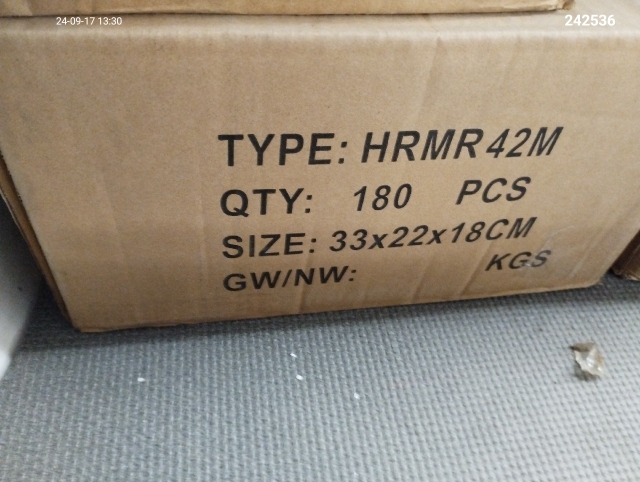 24-09-17 13:30
242536
TYPE: HRMR42M
QTY: 180 PCS
SIZE: 33x22x18CM
GW/NW: KGS